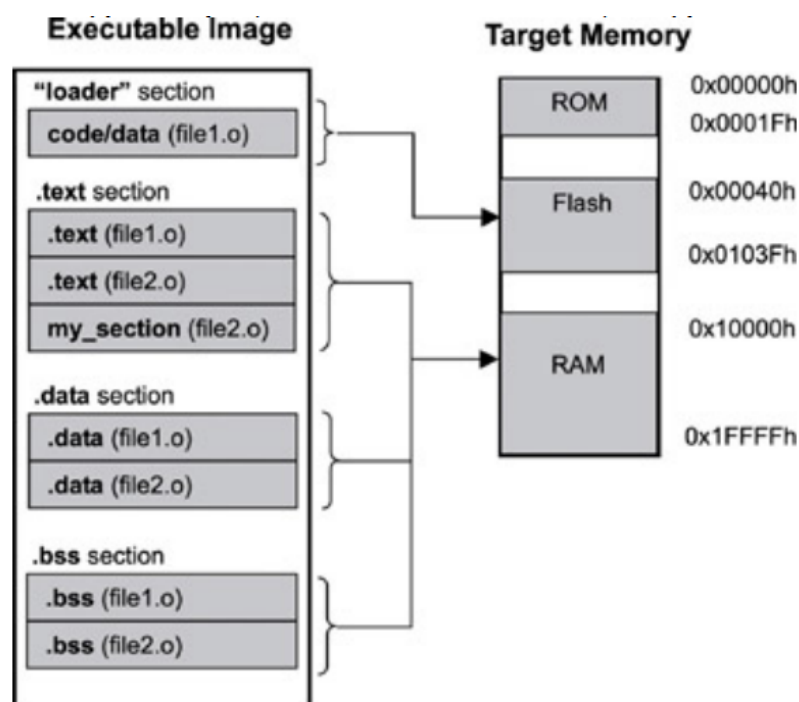 Executable Image
"loader" section
code/data (file1.o)
.text section
.text (file1.o)
.text (file2.o)
my_section (file2.o)
.data section
.data (file1.o)
.data (file2.o)
.bss section
.bss (file1.o)
.bss (file2.o)
Target Memory
ROM
0x00000h
0x0001Fh
Flash
0x00040h
0x0103Fh
RAM
0x10000h
0x1FFFFh